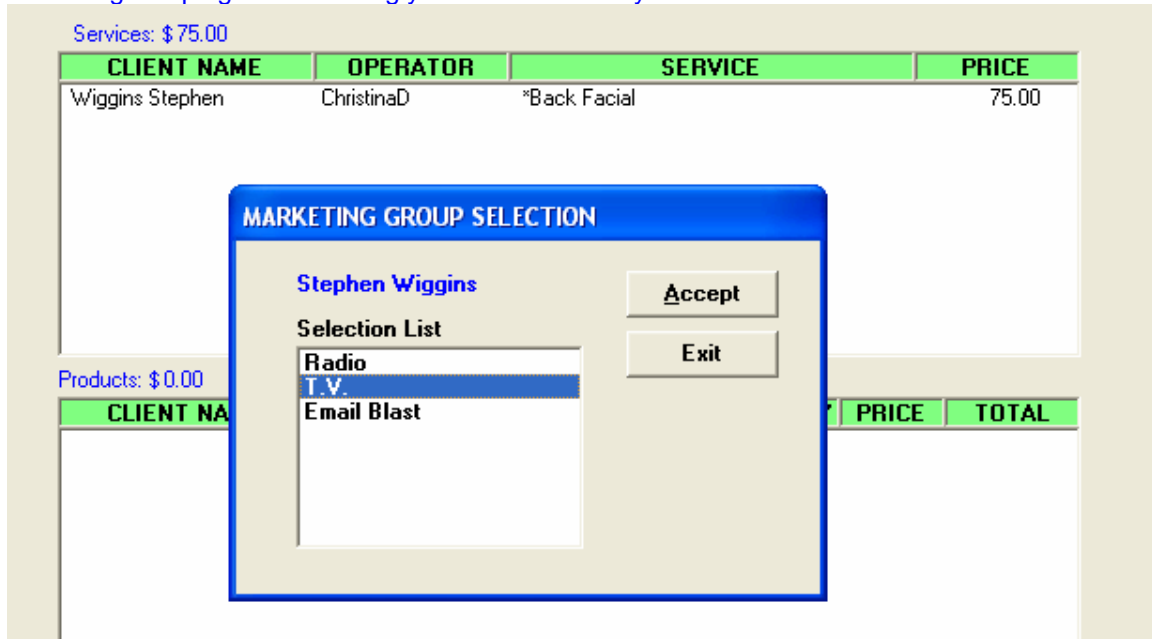 Services: $ 75.00
CLIENT NAME OPERATOR SERVICE PRICE
Wiggins Stephen ChristinaD *Back Facial 75.00
MARKETING GROUP SELECTION
Stephen Wiggins
Accept
Selection List
Exit
Radio
T.V.
Email Blast
Products: $ 0.00
CLIENT NA PRICE TOTAL